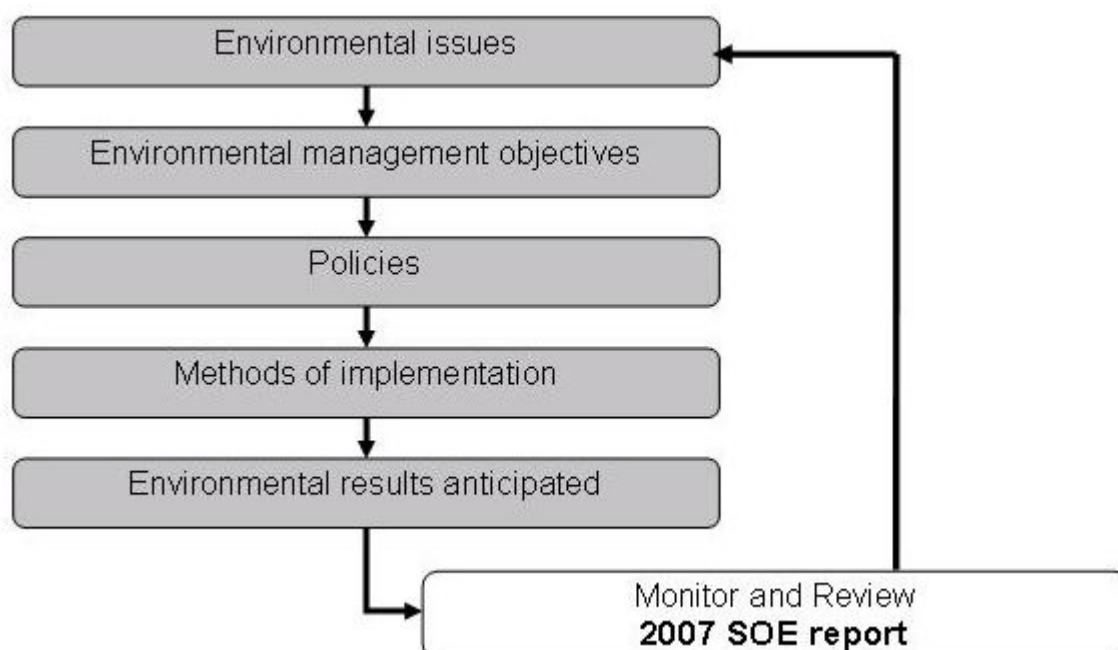 Environmental issues
Environmental management objectives
Policies
Methods of implementation
Environmental results anticipated
Monitor and Review
2007 SOE report